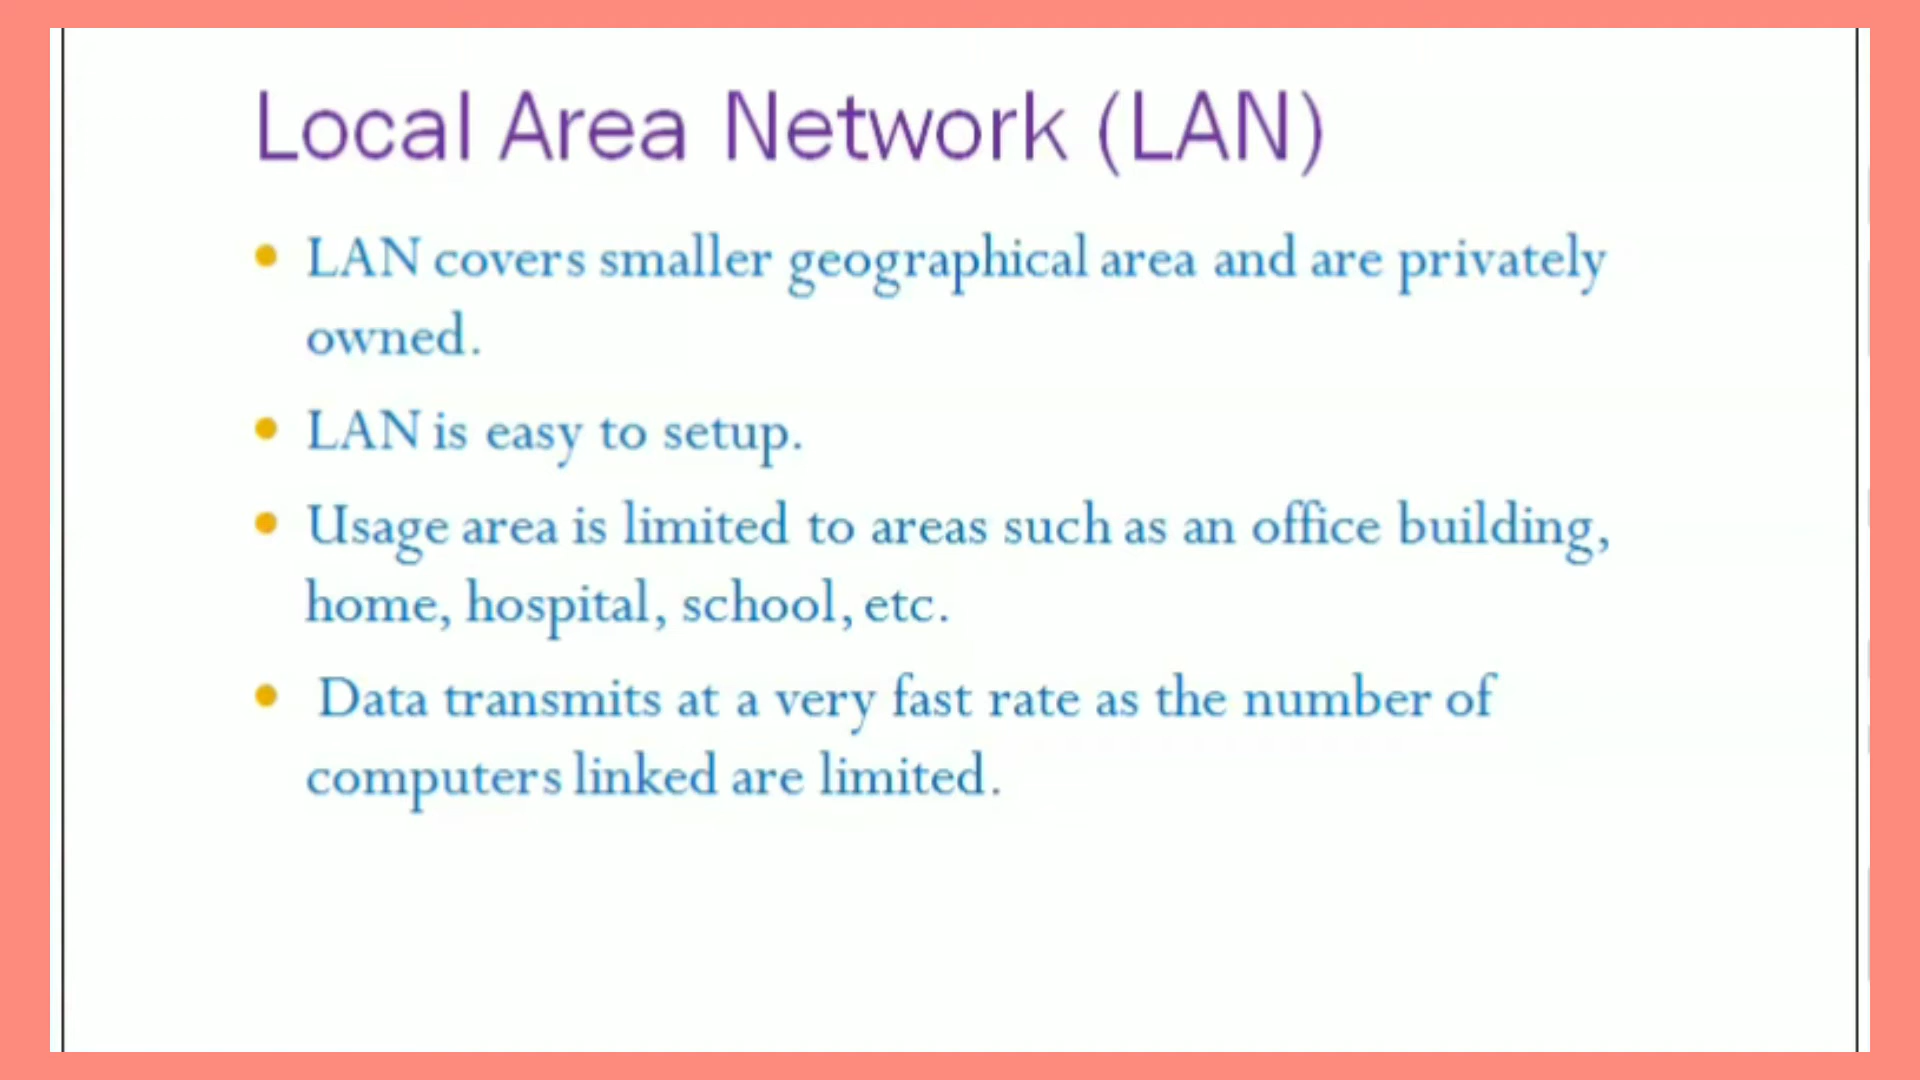 Local Area Network (LAN)
LAN covers smaller geographical area and are privately
owned.
LAN is easy to setup.
Usage area is limited to areas such as an office building,
home, hospital, school, etc.
Data transmits at a very fast rate as the number of
computers linked are limited.